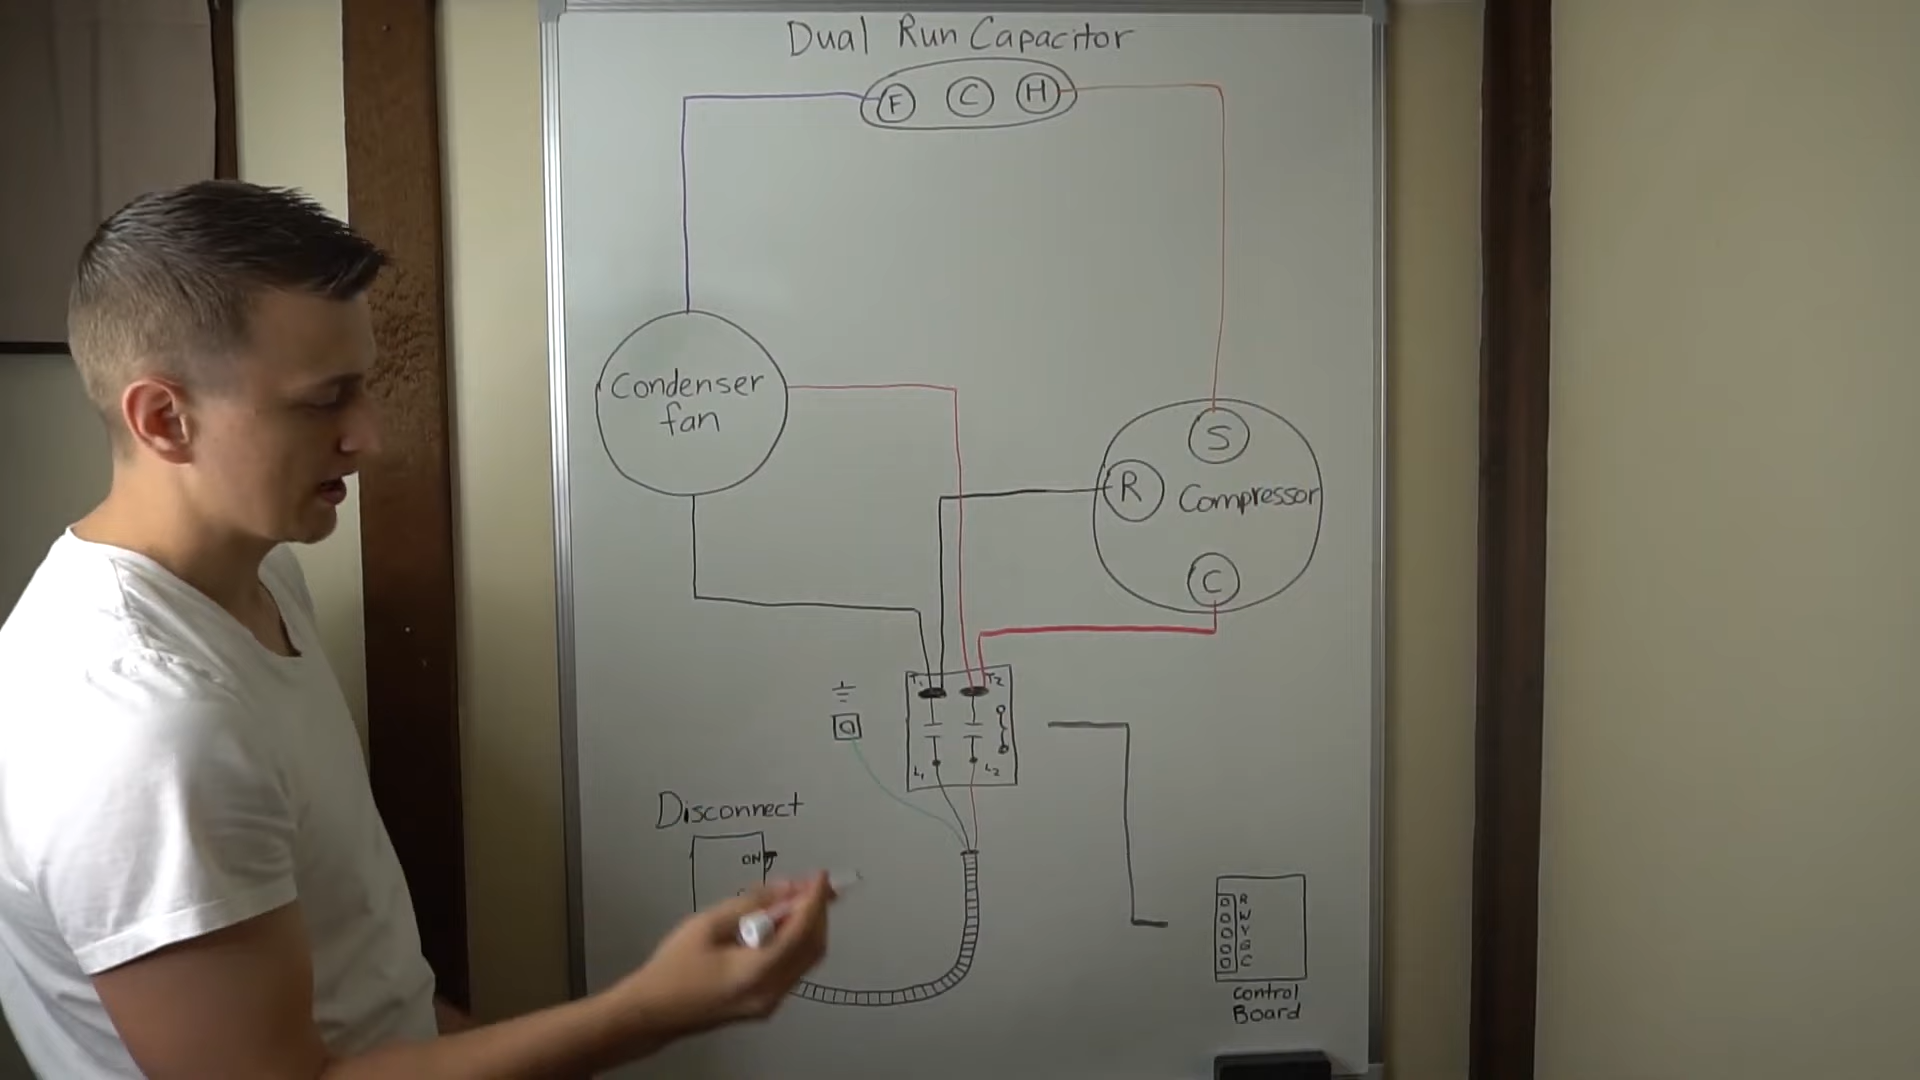 Dual Run Capacitor
F C H
Condenser
fan
S
R Compressor
C
T1 T2
L1 L2
Disconnect
ON
R
W
Y
G
C
Control
Board